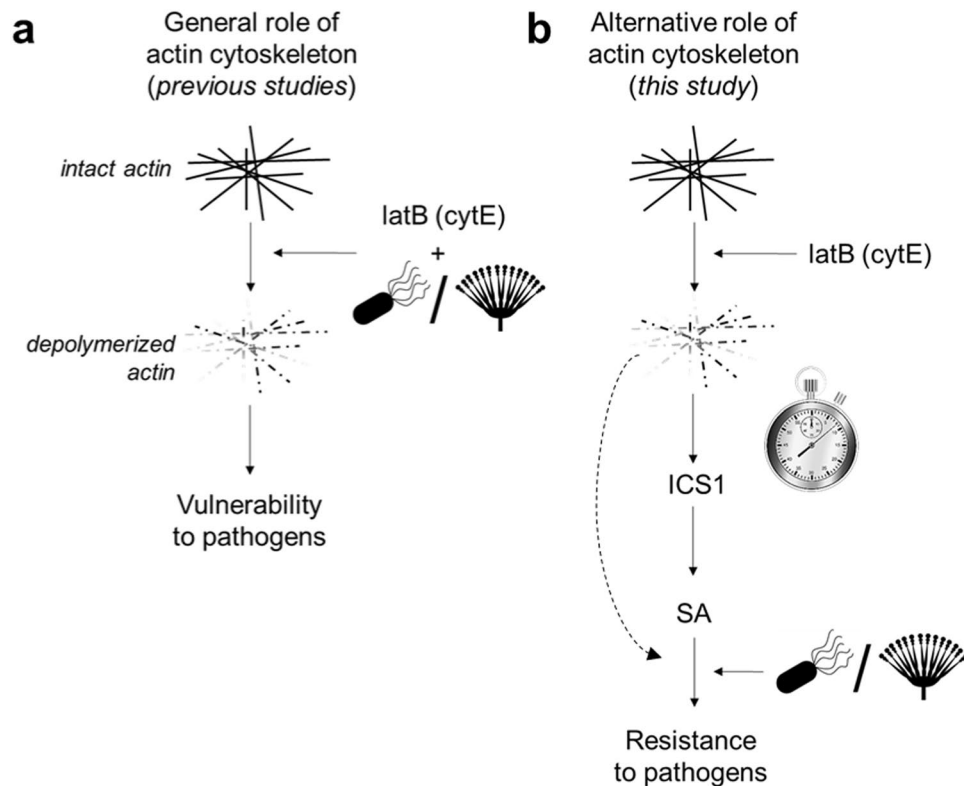 a
General role of
actin cytoskeleton
(previous studies)
intact actin
latB (cytE)
+
/
depolymerized
actin
Vulnerability
to pathogens
b
Alternative role of
actin cytoskeleton
(this study)
latB (cytE)
ICS1
SA
/
Resistance
to pathogens